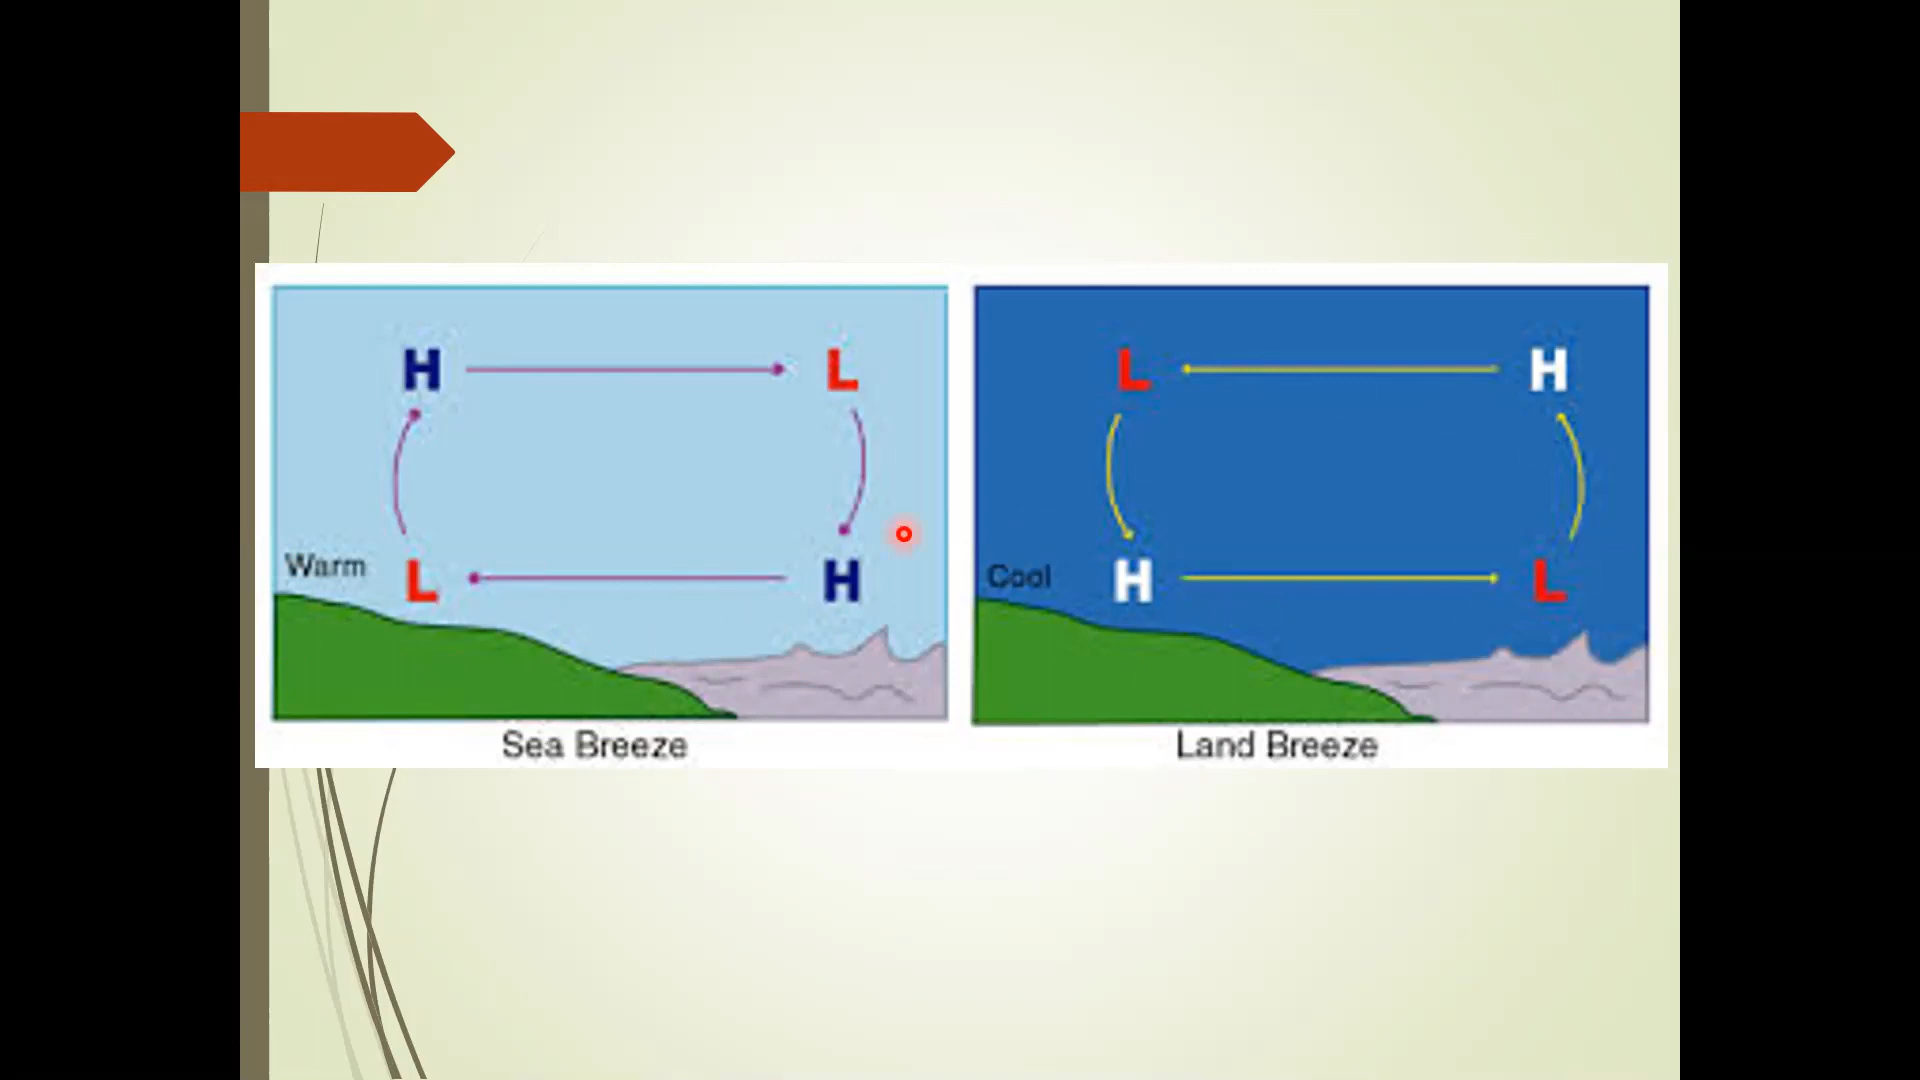 H L
Warm L H
Sea Breeze
L H
Cool H L
Land Breeze